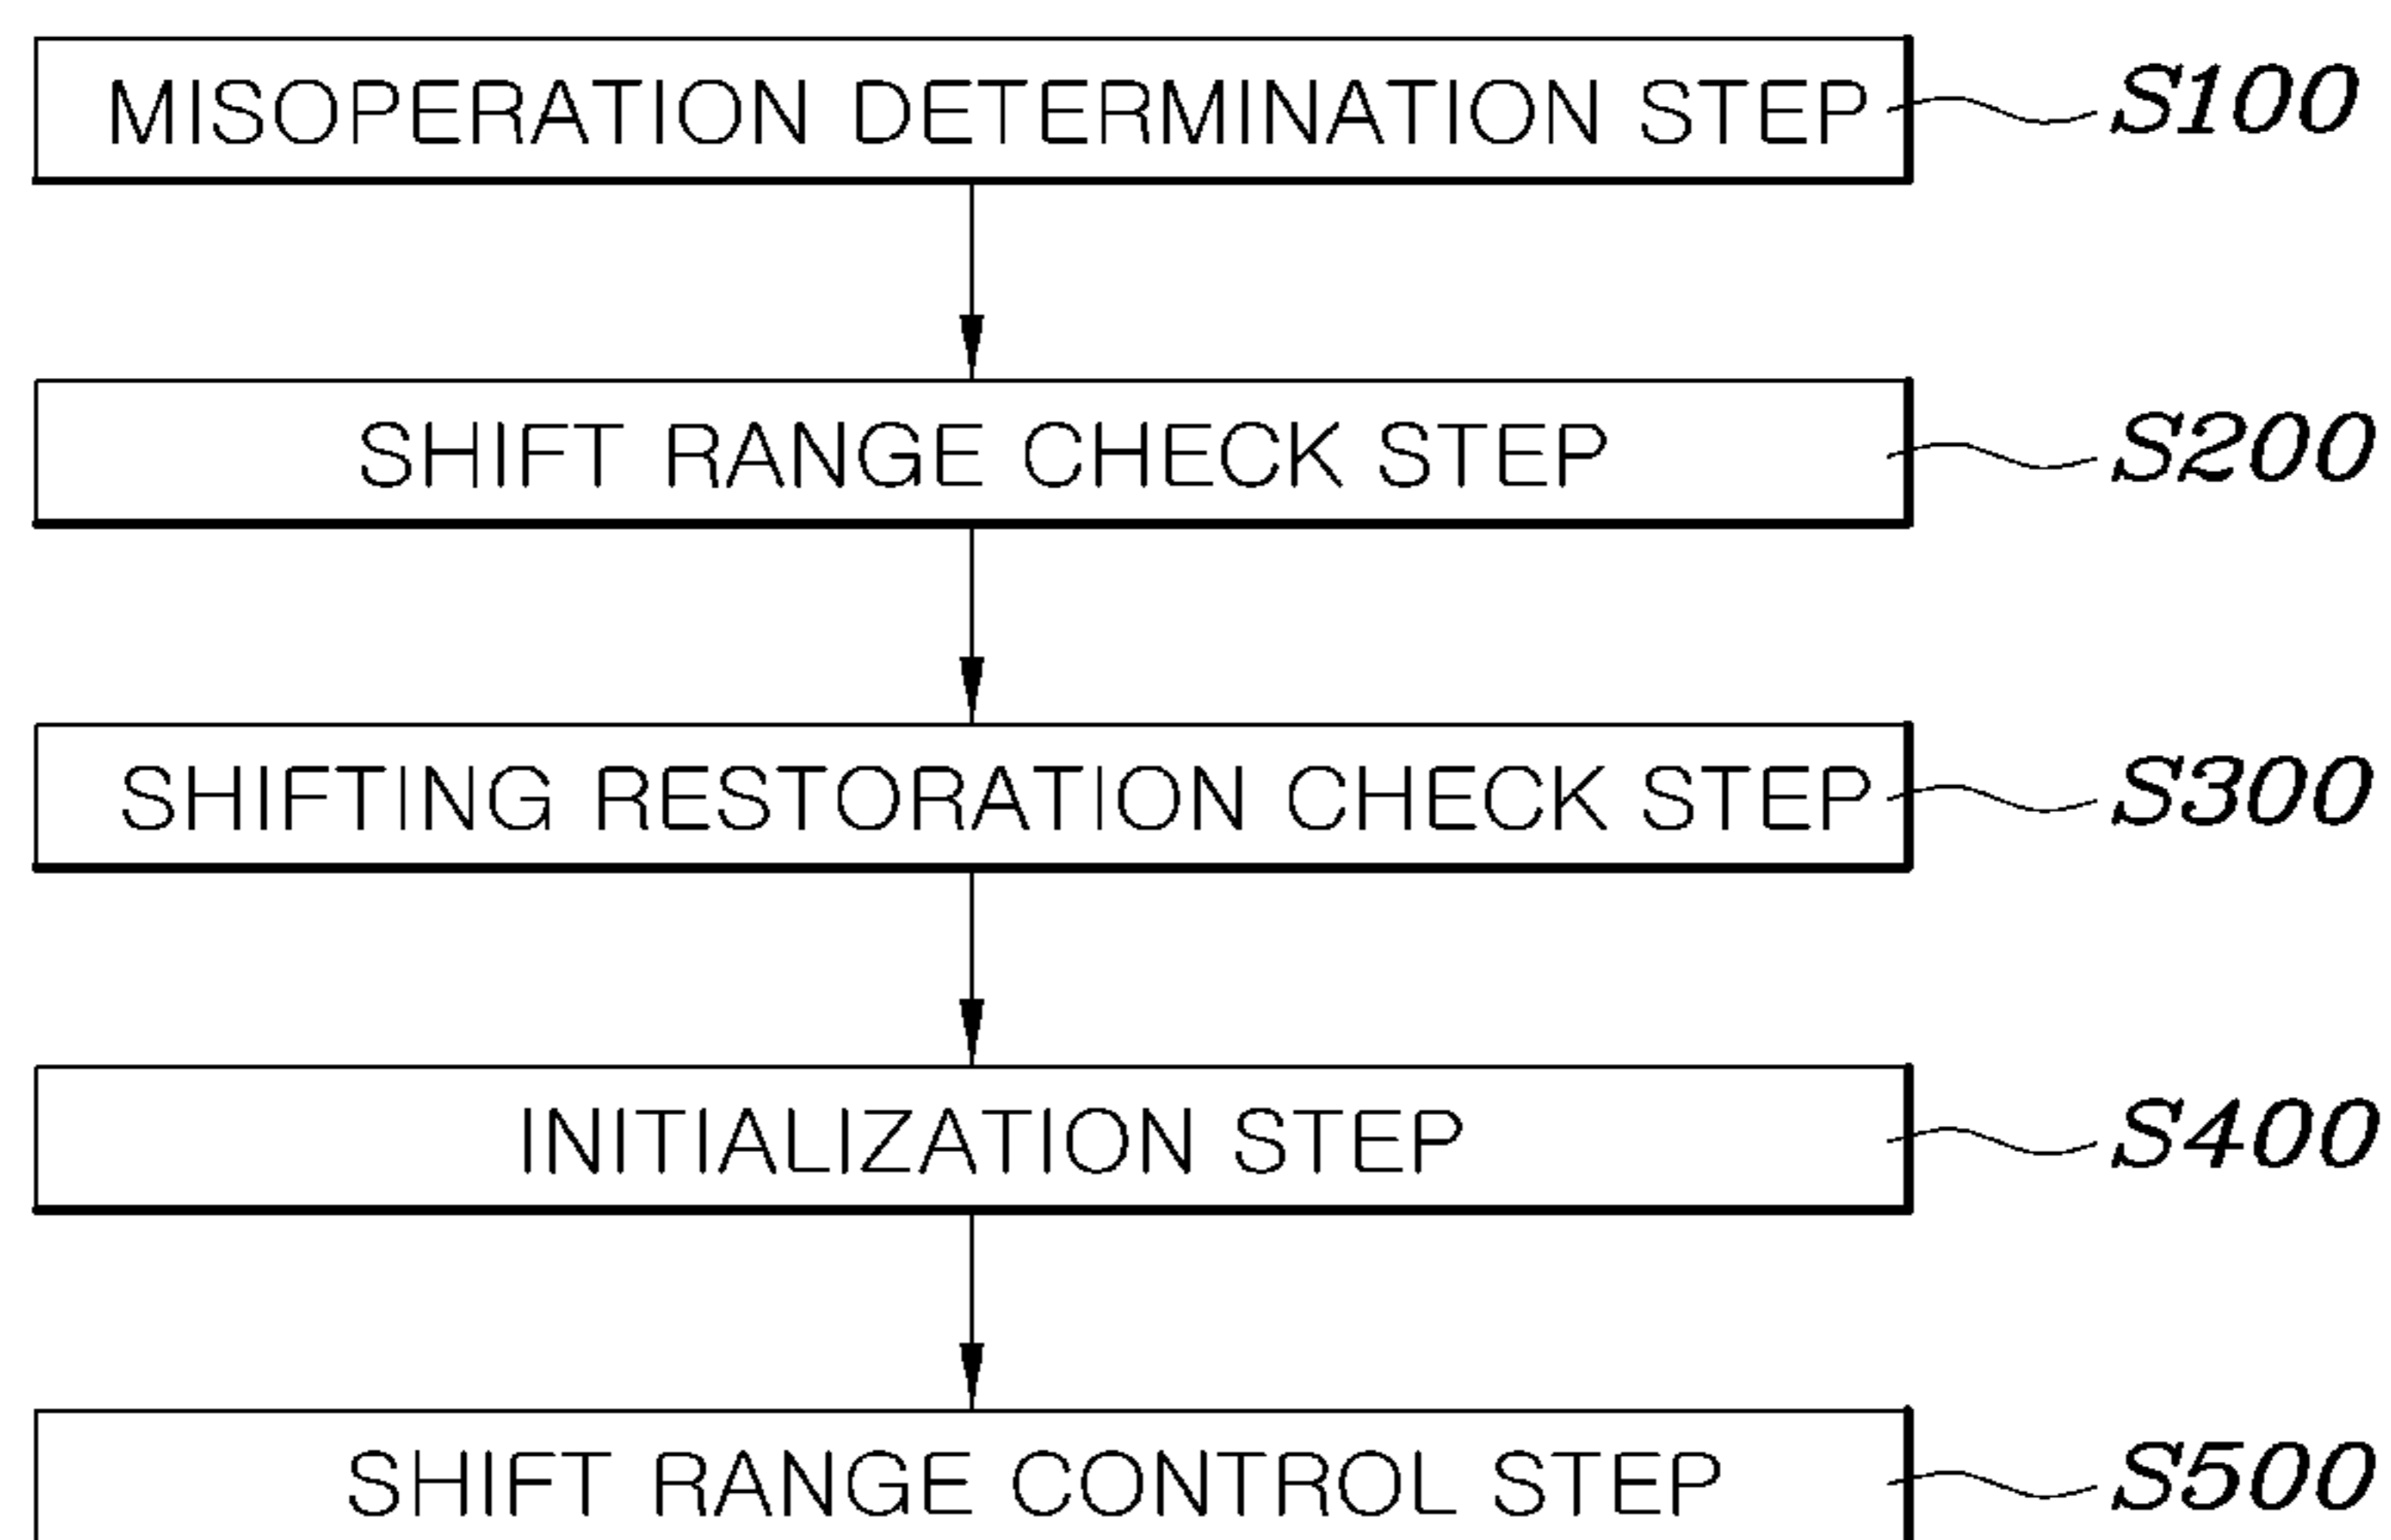 MISOPERATION DETERMINATION STEP S100
SHIFT RANGE CHECK STEP S200
SHIFTING RESTORATION CHECK STEP S300
INITIALIZATION STEP S400
SHIFT RANGE CONTROL STEP S500